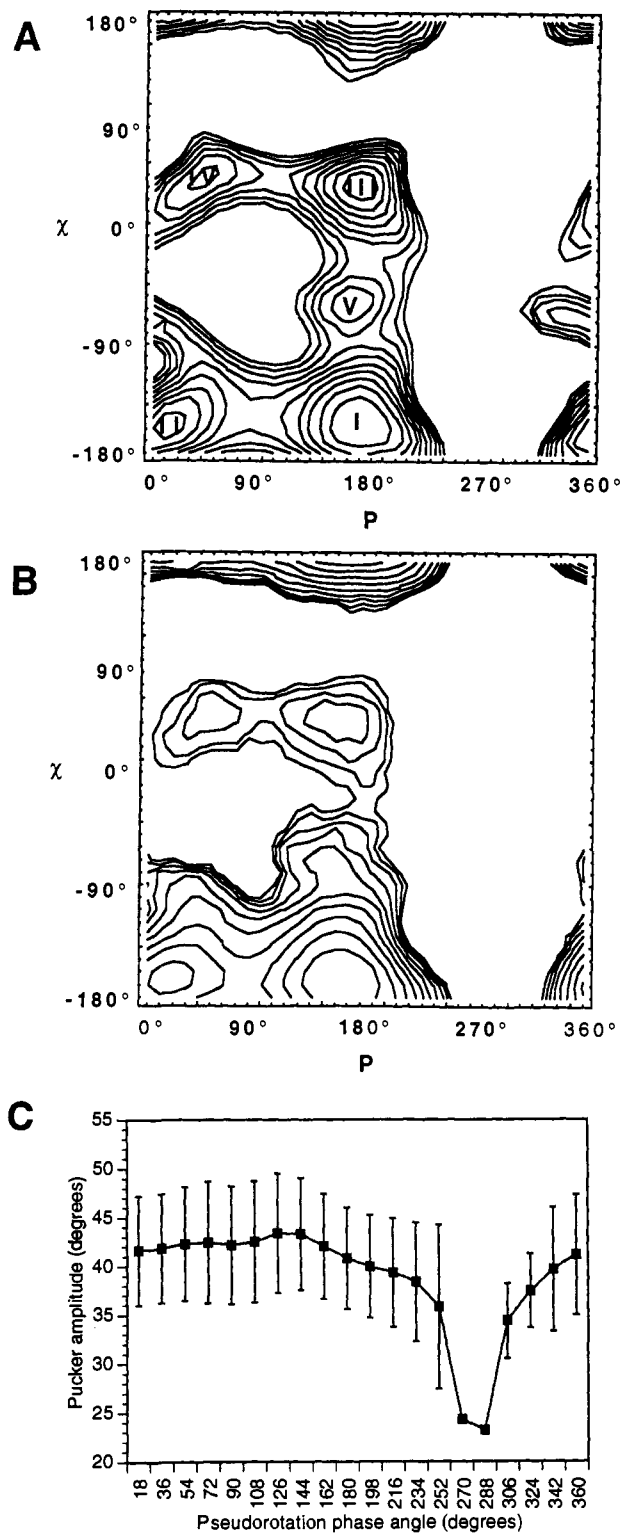 A
180°
90°
χ
0°
-90°
-180°
IV
III
V
II
I
0° 90° 180° 270° 360°
P
B
180°
90°
χ
0°
-90°
-180°
0° 90° 180° 270° 360°
P
C
55
50
45
40
35
30
25
20
Pucker amplitude (degrees)
18 36 54 72 90 108 126 144 162 180 198 216 234 252 270 288 306 324 342 360
Pseudorotation phase angle (degrees)